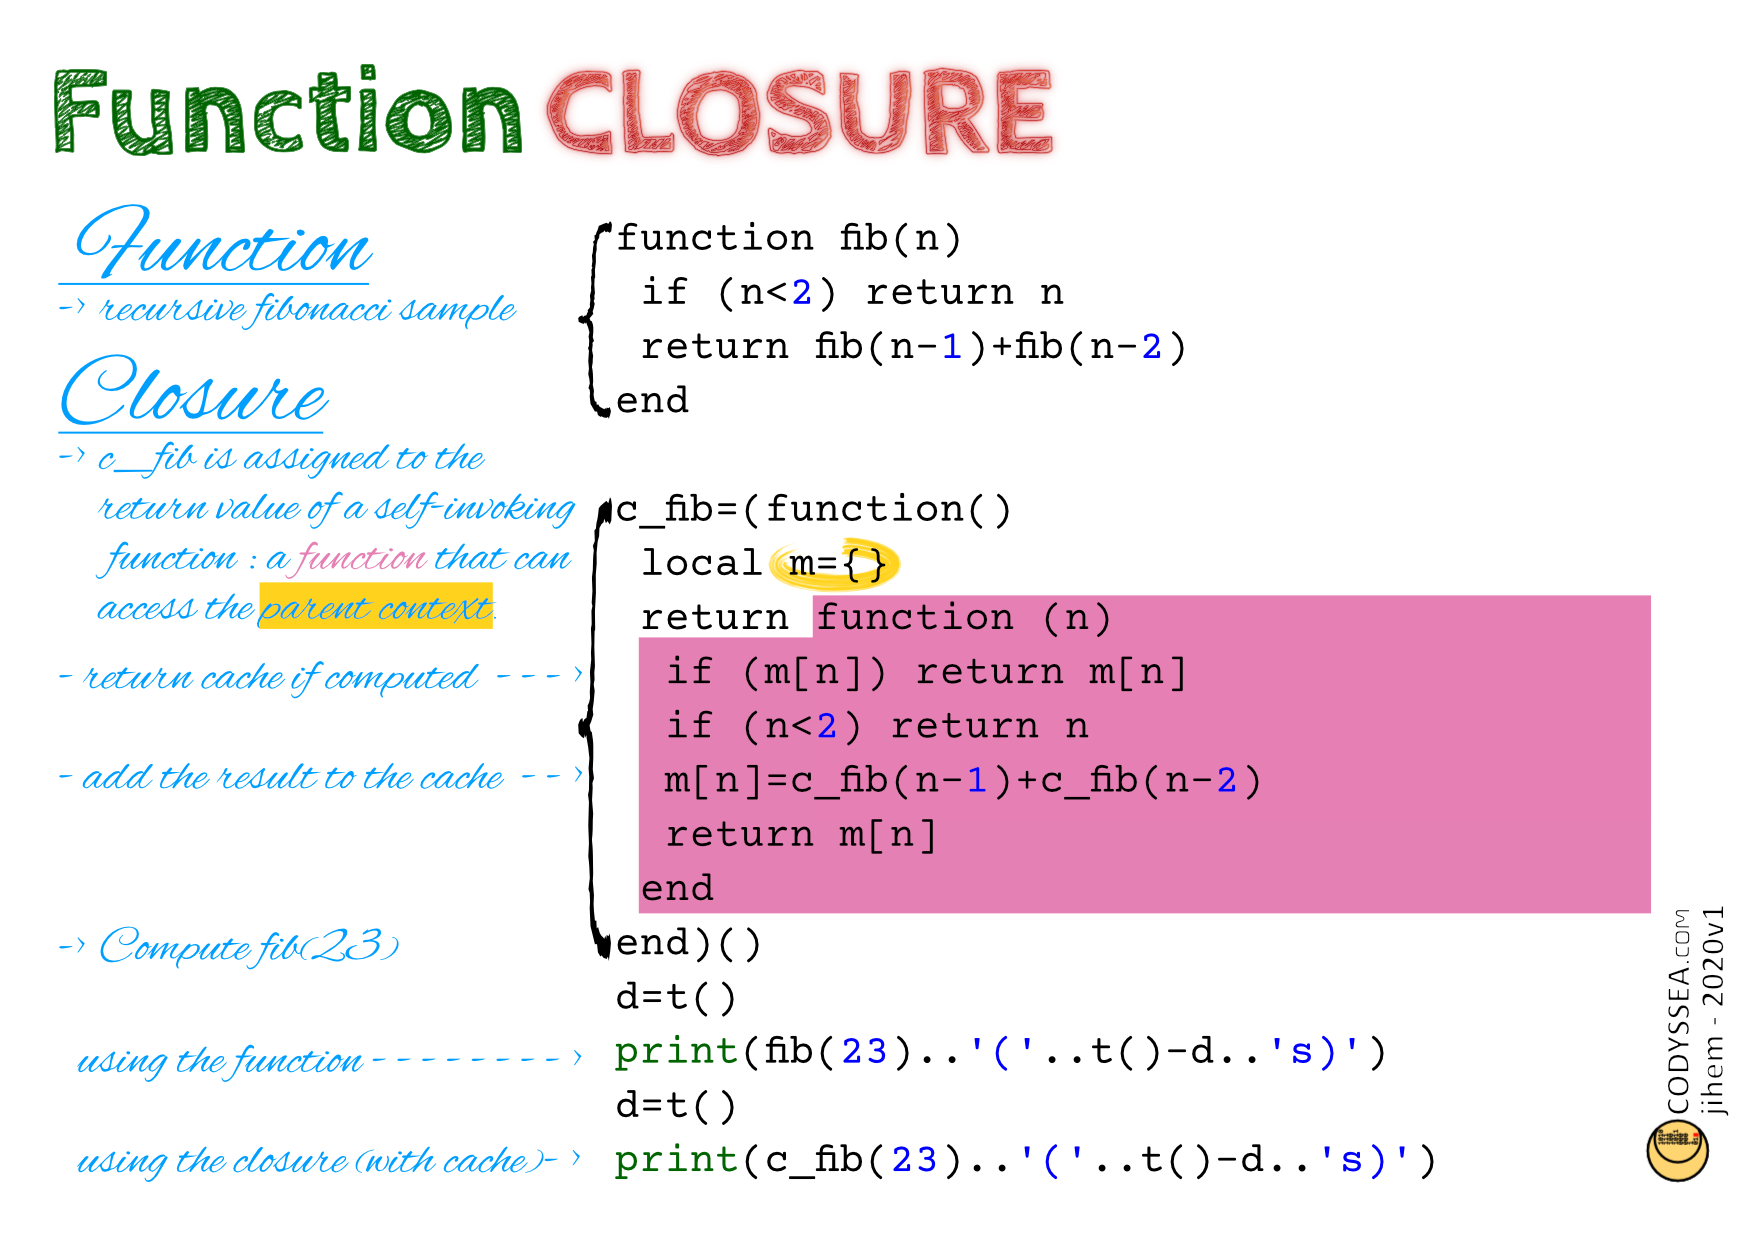 Function CLOSURE
Function
-> recursive fibonacci sample
Closure
-> c_fib is assigned to the
return value of a self-invoking
function : a function that can
access the parent context.
- return cache if computed - - - >
- add the result to the cache - - >
-> Compute fib(23)
using the function - - - - - - - - >
using the closure (with cache)- >
function fib(n)
if (n<2) return n
return fib(n-1)+fib(n-2)
end
c_fib=(function()
local m={}
return function (n)
if (m[n]) return m[n]
if (n<2) return n
m[n]=c_fib(n-1)+c_fib(n-2)
return m[n]
end
end)()
d=t()
print(fib(23)..'('..t()-d..'s)')
d=t()
print(c_fib(23)..'('..t()-d..'s)')
CODYSSEA.COM
jihem - 2020v1